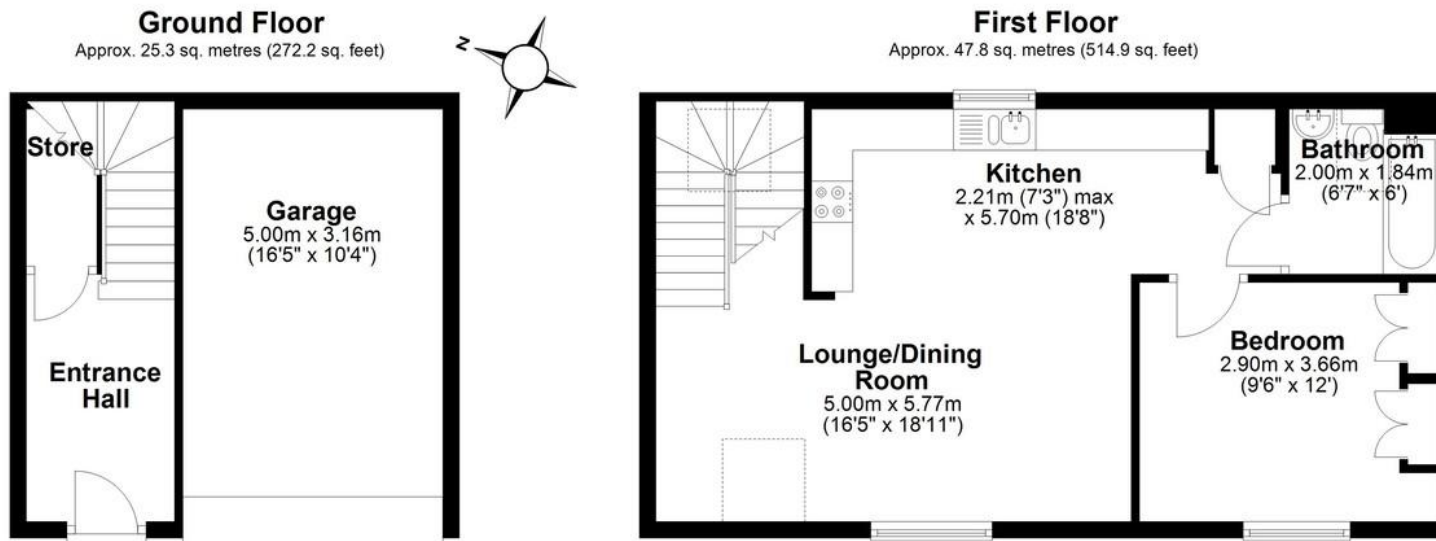 Ground Floor
Approx. 25.3 sq. metres (272.2 sq. feet)
N
Store
Garage
5.00m x 3.16m
(16'5" x 10'4")
Entrance
Hall
First Floor
Approx. 47.8 sq. metres (514.9 sq. feet)
Kitchen
2.21m (7'3") max
x 5.70m (18'8")
Bathroom
2.00m x 1.84m
(6'7" x 6')
Lounge/Dining
Room
5.00m x 5.77m
(16'5" x 18'11")
Bedroom
2.90m x 3.66m
(9'6" x 12')